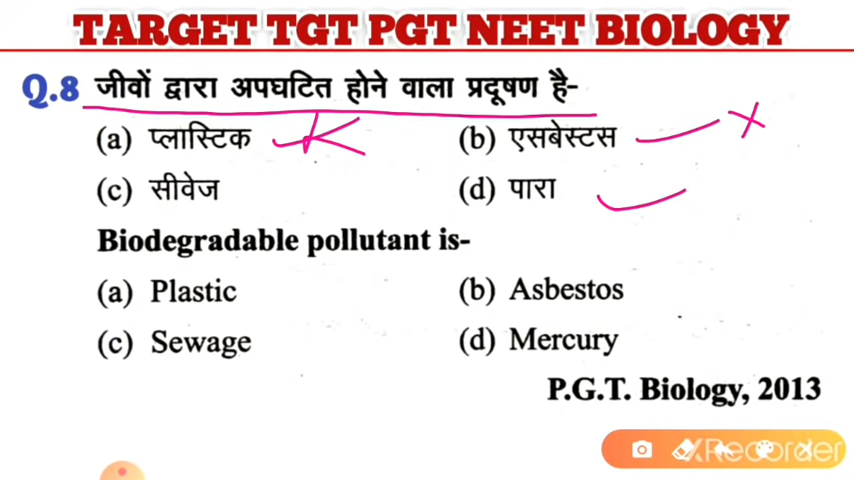 TARGET TGT PGT NEET BIOLOGY
Q.8 जीवों द्वारा अपघटित होने वाला प्रदूषण है-
(a) प्लास्टिक (b) एसबेस्टस
(c) सीवेज (d) पारा
Biodegradable pollutant is-
(a) Plastic (b) Asbestos
(c) Sewage (d) Mercury
P.G.T. Biology, 2013
XRecorder